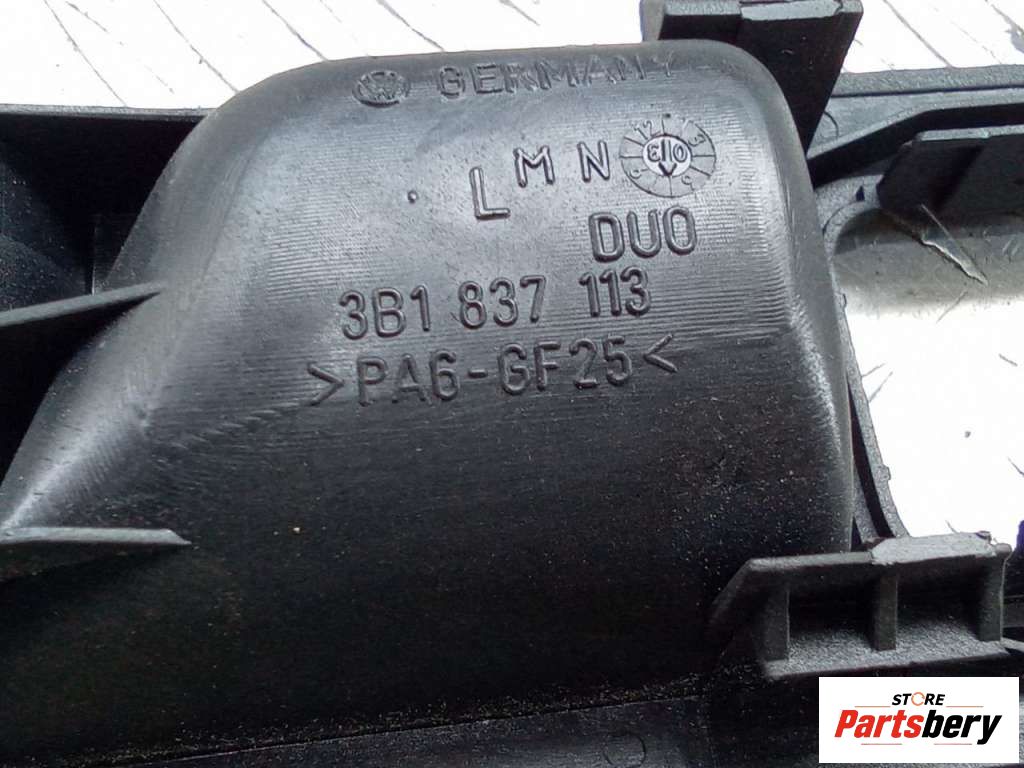 GERMANY
L M N
DUO
3B1 837 113
>PA6-GF25<
STORE
Partsbery